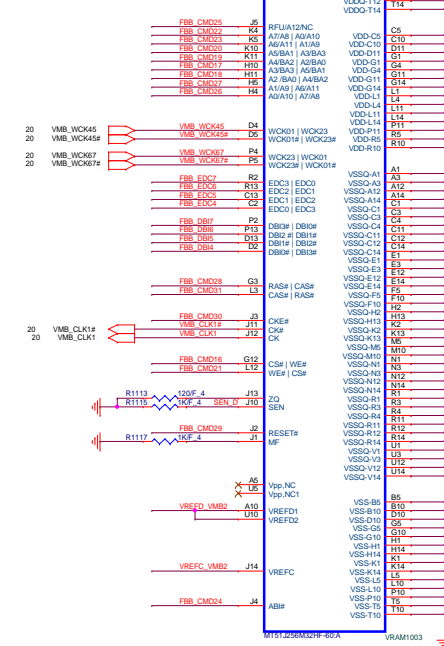 VDDQ-T12
VDDQ-T14 T14
FBB_CMD25 J5 RFU/A12/NC
FBB_CMD22 K4 A7/A8 | A0/A10
FBB_CMD23 K5 A6/A11 | A1/A9
FBB_CMD20 K10 A5/BA1 | A3/BA3
FBB_CMD19 K11 A4/BA2 | A2/BA0
FBB_CMD17 H10 A3/BA3 | A5/BA1
FBB_CMD18 H11 A2 /BA0 | A4/BA2
FBB_CMD27 H5 A1/A9 | A6/A11
FBB_CMD26 H4 A0/A10 | A7/A8
VDD-C5 C5
VDD-C10 C10
VDD-D11 D11
VDD-G1 G1
VDD-G4 G4
VDD-G11 G11
VDD-G14 G14
VDD-L1 L1
VDD-L4 L4
VDD-L11 L11
VDD-L14 L14
VDD-P11 P11
VDD-R5 R5
VDD-R10 R10
20 VMB_WCK45 VMB_WCK45 D4 WCK01 | WCK23
20 VMB_WCK45# VMB_WCK45# D5 WCK01# | WCK23#
20 VMB_WCK67 VMB_WCK67 P4 WCK23 | WCK01
20 VMB_WCK67# VMB_WCK67# P5 WCK23# | WCK01#
FBB_EDC7 R2 EDC3 | EDC0
FBB_EDC6 R13 EDC2 | EDC1
FBB_EDC5 C13 EDC1 | EDC2
FBB_EDC4 C2 EDC0 | EDC3
FBB_DBI7 P2 DBI3# | DBI0#
FBB_DBI6 P13 DBI2 #| DBI1#
FBB_DBI5 D13 DBI1# | DBI2#
FBB_DBI4 D2 DBI0# | DBI3#
FBB_CMD28 G3 RAS# | CAS#
FBB_CMD31 L3 CAS# | RAS#
FBB_CMD30 J3 CKE#
20 VMB_CLK1# VMB_CLK1# J11 CK#
20 VMB_CLK1 VMB_CLK1 J12 CK
FBB_CMD16 G12 CS# | WE#
FBB_CMD21 L12 WE# | CS#
R1113 120/F_4 J13 ZQ
R1115 1K/F_4 SEN_D J10 SEN
FBB_CMD29 J2 RESET#
R1117 1K/F_4 J1 MF
A5 Vpp,NC
U5 Vpp,NC1
VREFD_VMB2 A10 VREFD1
U10 VREFD2
VREFC_VMB2 J14 VREFC
FBB_CMD24 J4 ABI#
VSSQ-A1 A1
VSSQ-A3 A3
VSSQ-A12 A12
VSSQ-A14 A14
VSSQ-C1 C1
VSSQ-C3 C3
VSSQ-C4 C4
VSSQ-C11 C11
VSSQ-C12 C12
VSSQ-C14 C14
VSSQ-E1 E1
VSSQ-E3 E3
VSSQ-E12 E12
VSSQ-E14 E14
VSSQ-F5 F5
VSSQ-F10 F10
VSSQ-H2 H2
VSSQ-H13 H13
VSSQ-K2 K2
VSSQ-K13 K13
VSSQ-M5 M5
VSSQ-M10 M10
VSSQ-N1 N1
VSSQ-N3 N3
VSSQ-N12 N12
VSSQ-N14 N14
VSSQ-R1 R1
VSSQ-R3 R3
VSSQ-R4 R4
VSSQ-R11 R11
VSSQ-R12 R12
VSSQ-R14 R14
VSSQ-V1 U1
VSSQ-V3 U3
VSSQ-V12 U12
VSSQ-V14 U14
VSS-B5 B5
VSS-B10 B10
VSS-D10 D10
VSS-G5 G5
VSS-G10 G10
VSS-H1 H1
VSS-H14 H14
VSS-K1 K1
VSS-K14 K14
VSS-L5 L5
VSS-L10 L10
VSS-P10 P10
VSS-T5 T5
VSS-T10 T10
MT51J256M32HF-60:A VRAM1003